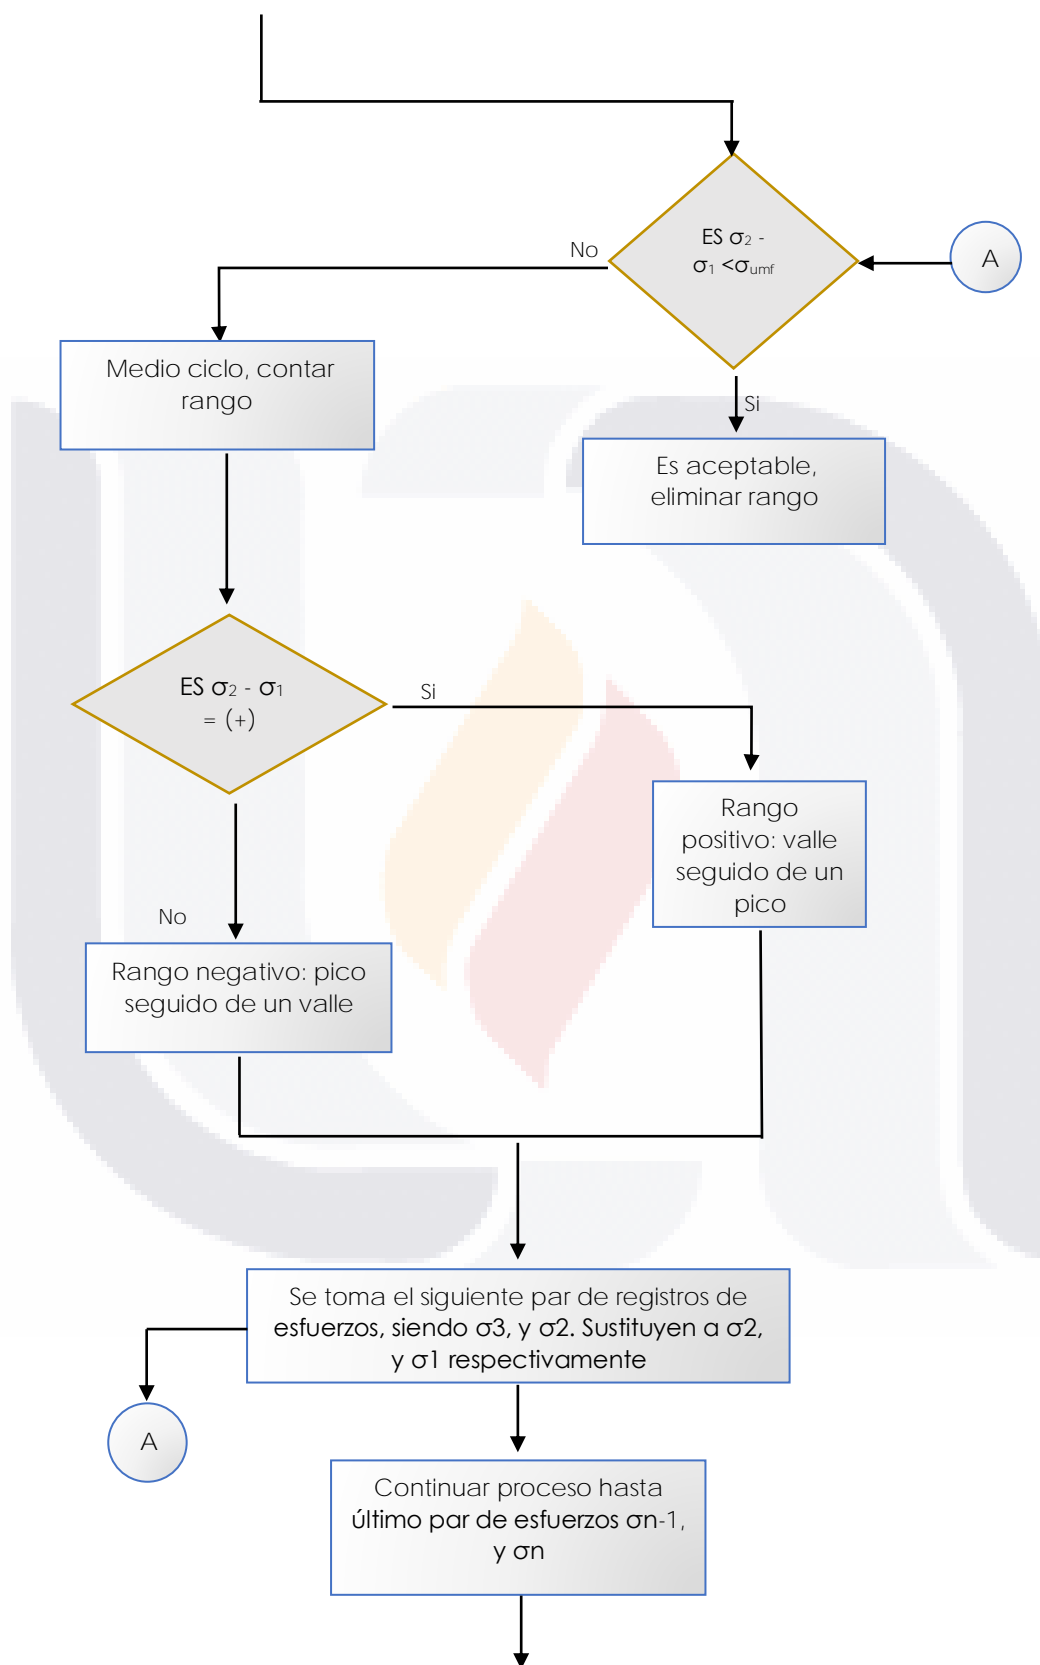 ES σ₂ -
σ₁ <σumf
No
A
Medio ciclo, contar
rango
Si
Es aceptable,
eliminar rango
ES σ₂ - σ₁
= (+)
Si
Rango
positivo: valle
seguido de un
pico
No
Rango negativo: pico
seguido de un valle
Se toma el siguiente par de registros de
esfuerzos, siendo σ3, y σ2. Sustituyen a σ2,
y σ1 respectivamente
A
Continuar proceso hasta
último par de esfuerzos σn-1,
y σn